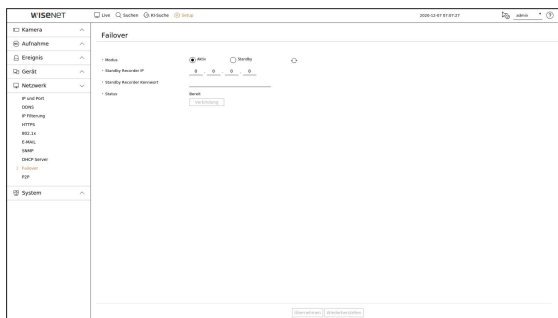 WISENET
Live Suchen KI-Suche Setup 2020-12-07 07:07:27 admin
Kamera
Aufnahme
Ereignis
Gerät
Netzwerk
IP und Port
DDNS
IP Filterung
HTTPS
802.1x
E-MAIL
SNMP
DHCP Server
Failover
P2P
System
Failover
Modus Aktiv Standby
Standby Recorder IP 0 . 0 . 0 . 0
Standby Recorder Kennwort
Status Bereit
Verbindung
Übernehmen Wiederherstellen